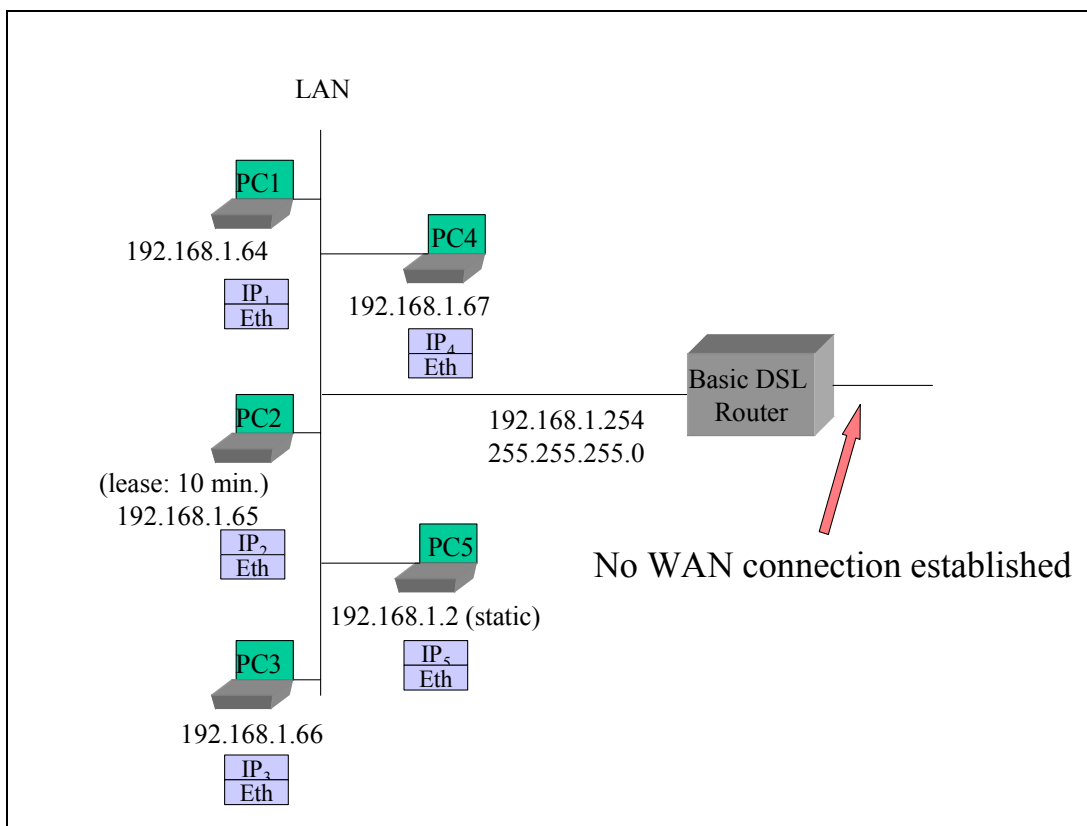 LAN
PC1
192.168.1.64
IP1
Eth
PC4
192.168.1.67
IP4
Eth
Basic DSL
Router
192.168.1.254
255.255.255.0
PC2
(lease: 10 min.)
192.168.1.65
IP2
Eth
PC5
192.168.1.2 (static)
IP5
Eth
No WAN connection established
PC3
192.168.1.66
IP3
Eth